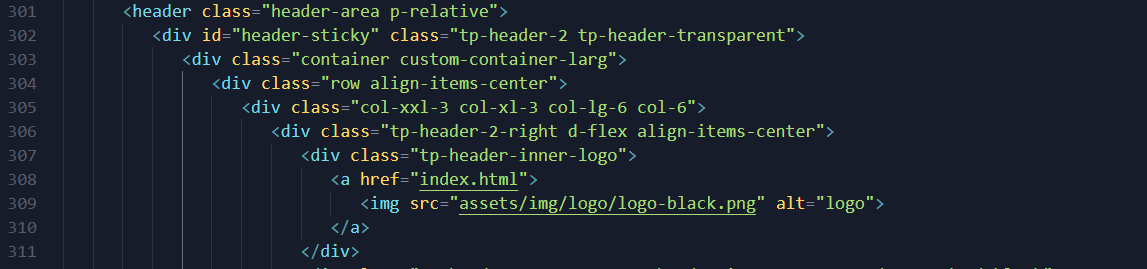 301 <header class="header-area p-relative">
302 <div id="header-sticky" class="tp-header-2 tp-header-transparent">
303 <div class="container custom-container-larg">
304 <div class="row align-items-center">
305 <div class="col-xxl-3 col-xl-3 col-lg-6 col-6">
306 <div class="tp-header-2-right d-flex align-items-center">
307 <div class="tp-header-inner-logo">
308 <a href="index.html">
309 <img src="assets/img/logo/logo-black.png" alt="logo">
310 </a>
311 </div>